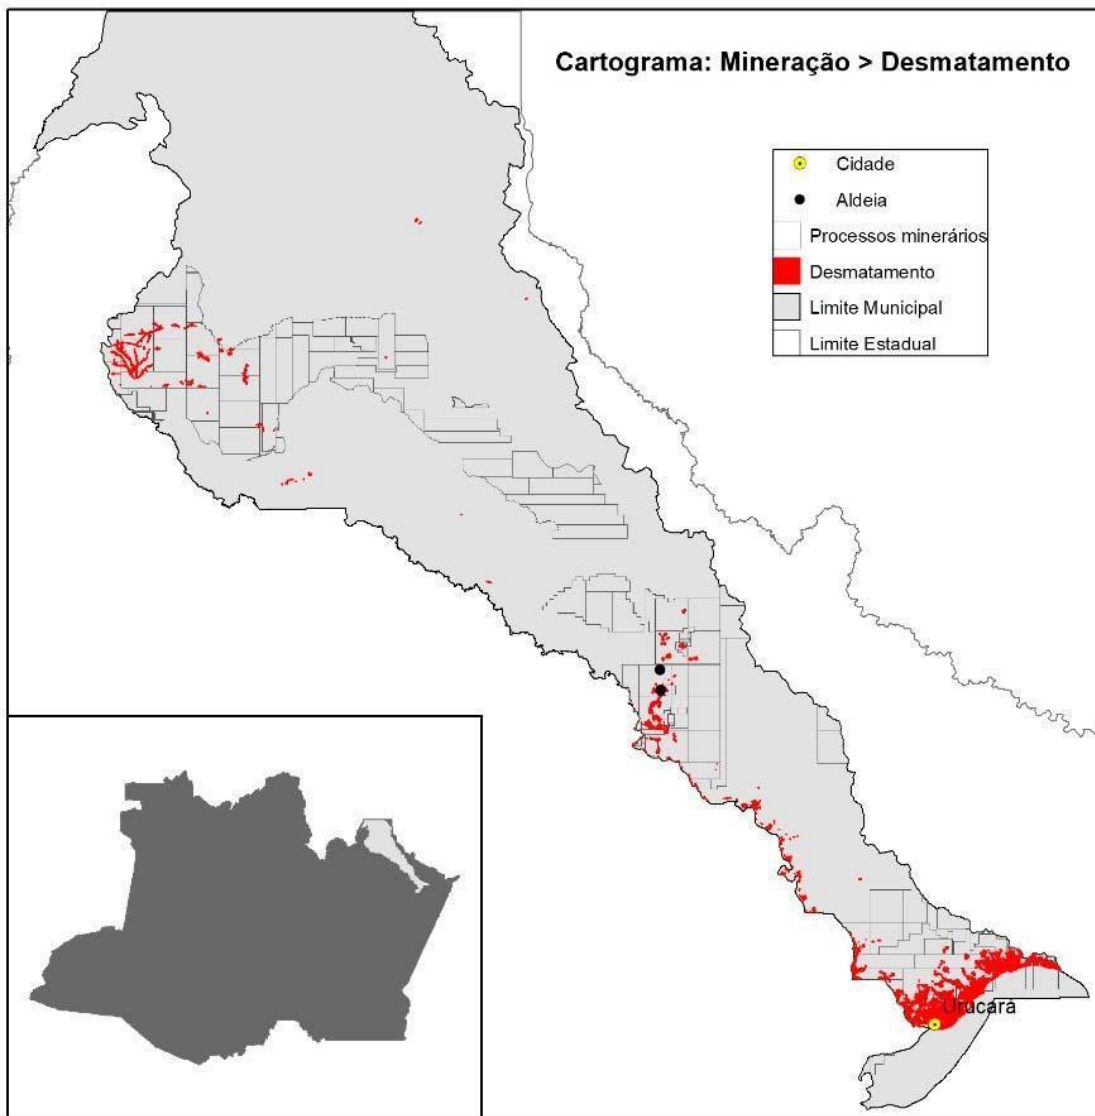 Cartograma: Mineração > Desmatamento
Cidade
Aldeia
Processos minerários
Desmatamento
Limite Municipal
Limite Estadual
Urucará